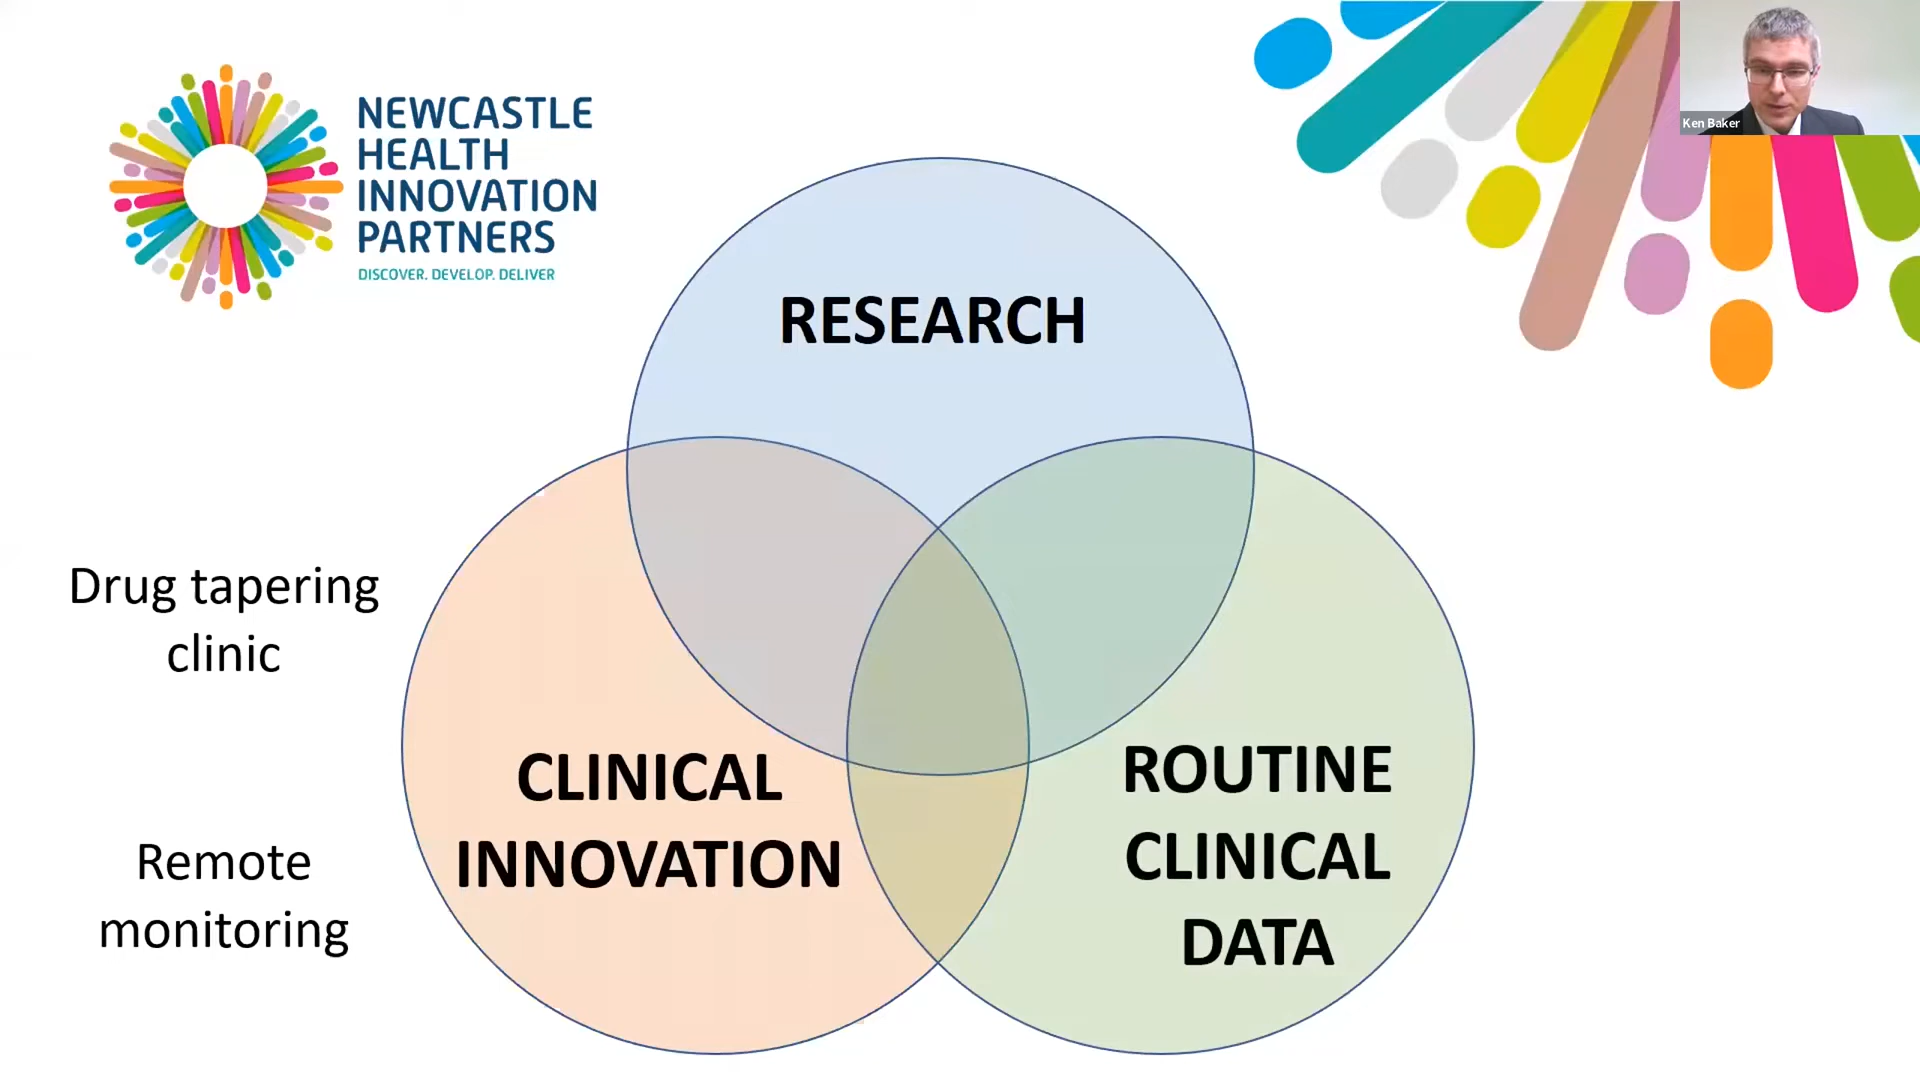 NEWCASTLE
HEALTH
INNOVATION
PARTNERS
DISCOVER. DEVELOP. DELIVER
Ken Baker
RESEARCH
Drug tapering
clinic
Remote
monitoring
CLINICAL
INNOVATION
ROUTINE
CLINICAL
DATA